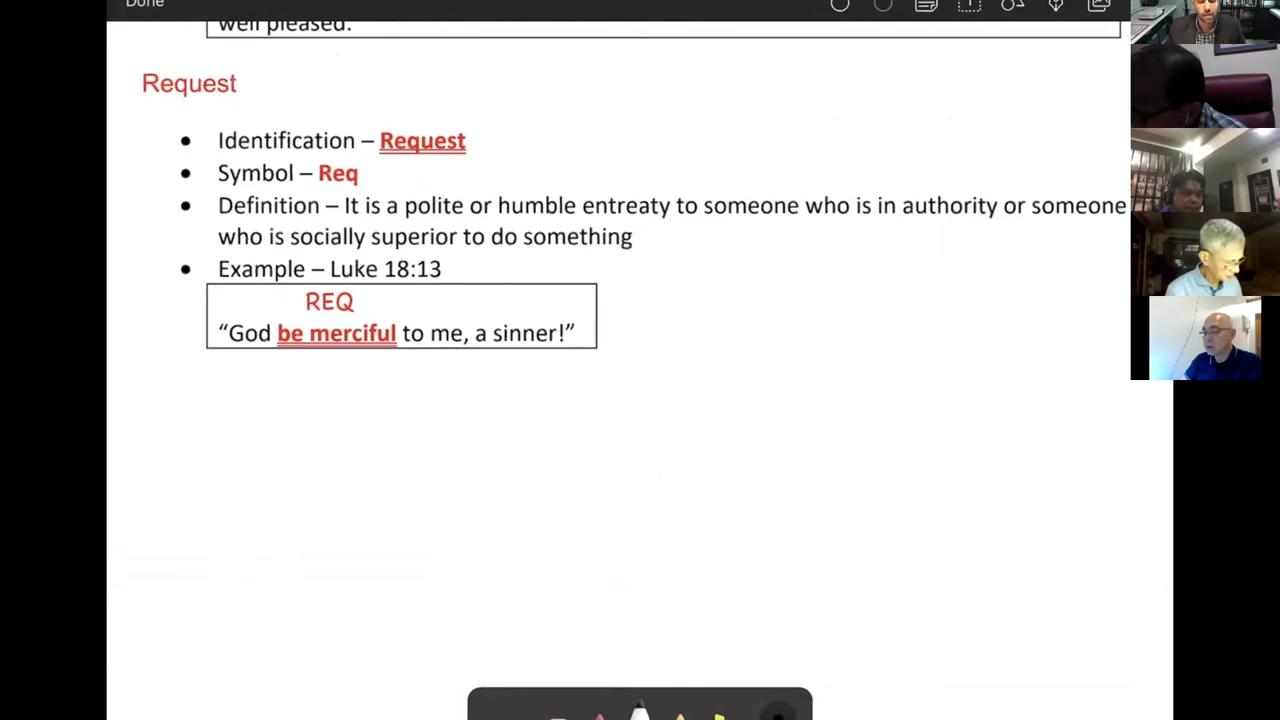 Done
well pleased.
Request
Identification – Request
Symbol – Req
Definition – It is a polite or humble entreaty to someone who is in authority or someone
who is socially superior to do something
Example – Luke 18:13
REQ
“God be merciful to me, a sinner!”